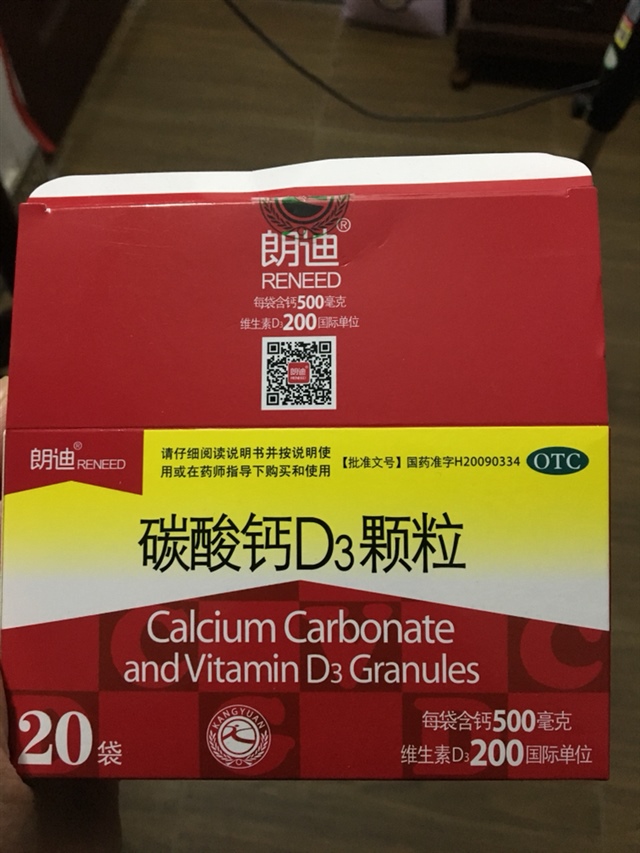 朗迪®
RENEED
每袋含钙500毫克
维生素D3200国际单位
朗迪
RENEED
朗迪® RENEED
请仔细阅读说明书并按说明使
用或在药师指导下购买和使用
【批准文号】国药准字H20090334
OTC
碳酸钙D3颗粒
Calcium Carbonate
and Vitamin D3 Granules
20袋
KANGYUAN
每袋含钙500毫克
维生素D3200国际单位